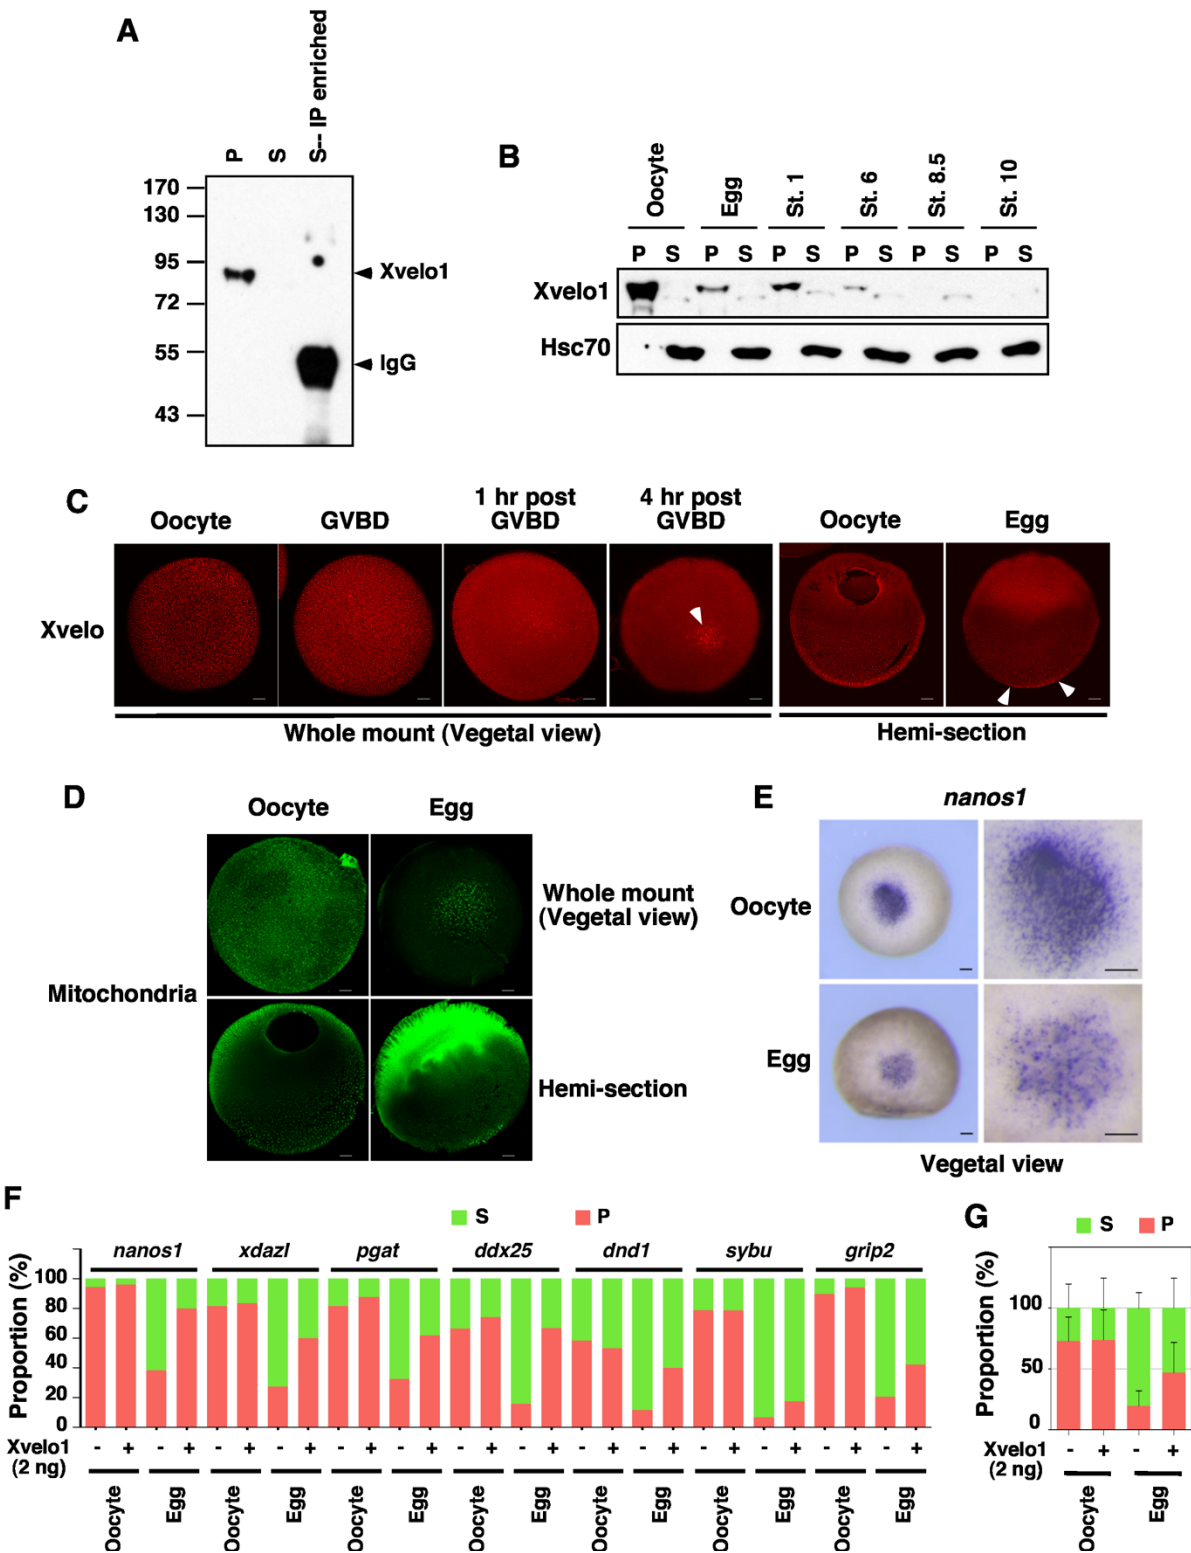 A
P
S
S-- IP enriched
170
130
95
72
55
43
Xvelo1
IgG
B
Oocyte
Egg
St. 1
St. 6
St. 8.5
St. 10
P S P S P S P S P S P S
Xvelo1
Hsc70
C
Oocyte
GVBD
1 hr post
GVBD
4 hr post
GVBD
Oocyte
Egg
Xvelo
Whole mount (Vegetal view)
Hemi-section
D
Oocyte
Egg
Mitochondria
Whole mount
(Vegetal view)
Hemi-section
E
nanos1
Oocyte
Egg
Vegetal view
F
S
P
nanos1 xdazl pgat ddx25 dnd1 sybu grip2
Proportion (%)
100
80
60
40
20
0
Xvelo1
(2 ng)
- + - + - + - + - + - + - + - + - + - + - + - + - + - +
Oocyte Egg Oocyte Egg Oocyte Egg Oocyte Egg Oocyte Egg Oocyte Egg Oocyte Egg
G
S
P
Proportion (%)
100
50
0
Xvelo1
(2 ng)
- + - +
Oocyte Egg